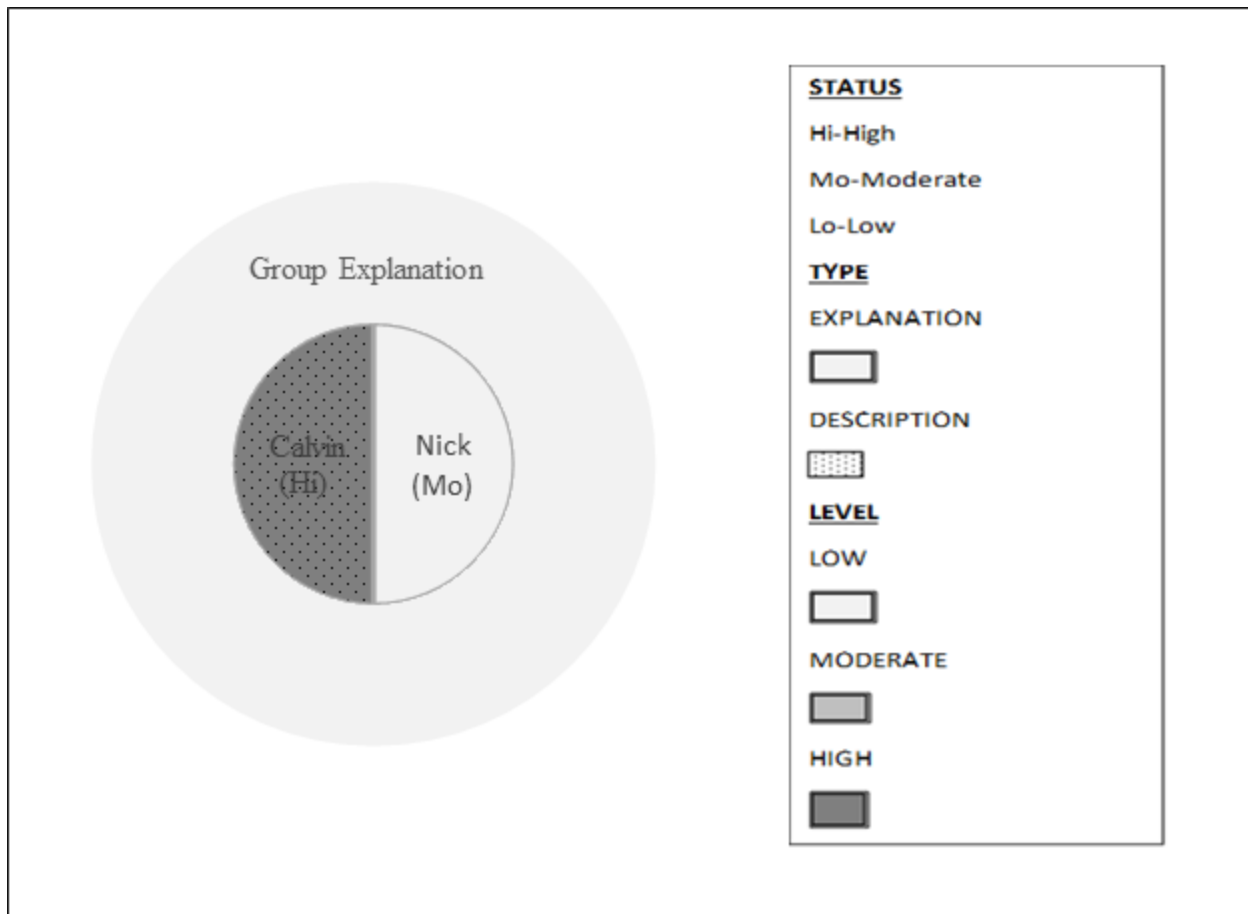 Group Explanation
Calvin
(Hi)
Nick
(Mo)
STATUS
Hi-High
Mo-Moderate
Lo-Low
TYPE
EXPLANATION
DESCRIPTION
LEVEL
LOW
MODERATE
HIGH